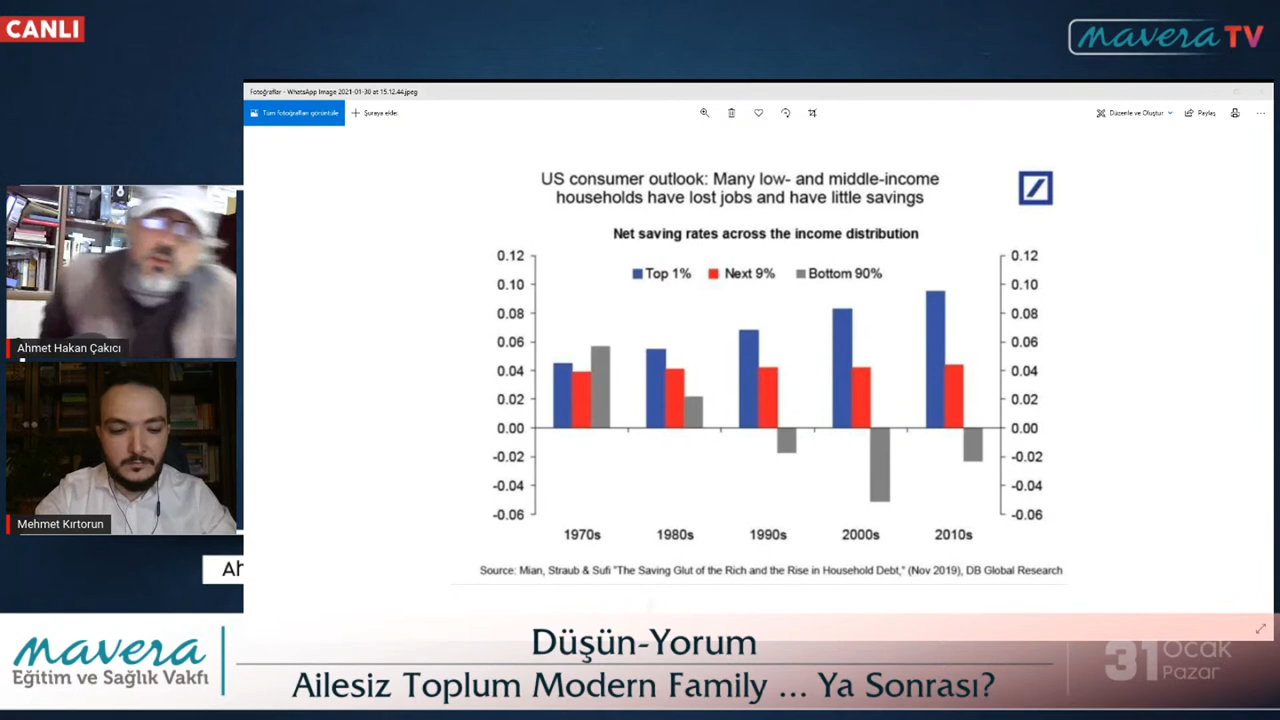 CANLI
mavera TV
Fotoğraflar - WhatsApp Image 2021-01-30 at 15.12.44.jpeg
Tüm fotoğrafları görüntüle
Şuraya ekle:
Düzenle ve Oluştur
Paylaş
US consumer outlook: Many low- and middle-income
households have lost jobs and have little savings
Net saving rates across the income distribution
Top 1% Next 9% Bottom 90%
0.12 0.12
0.10 0.10
0.08 0.08
0.06 0.06
0.04 0.04
0.02 0.02
0.00 0.00
-0.02 -0.02
-0.04 -0.04
-0.06 -0.06
1970s 1980s 1990s 2000s 2010s
Source: Mian, Straub & Sufi "The Saving Glut of the Rich and the Rise in Household Debt," (Nov 2019), DB Global Research
Ahmet Hakan Çakıcı
Mehmet Kırtorun
Ah
mavera
Eğitim ve Sağlık Vakfı
Düşün-Yorum
Ailesiz Toplum Modern Family ... Ya Sonrası?
31 Ocak
Pazar